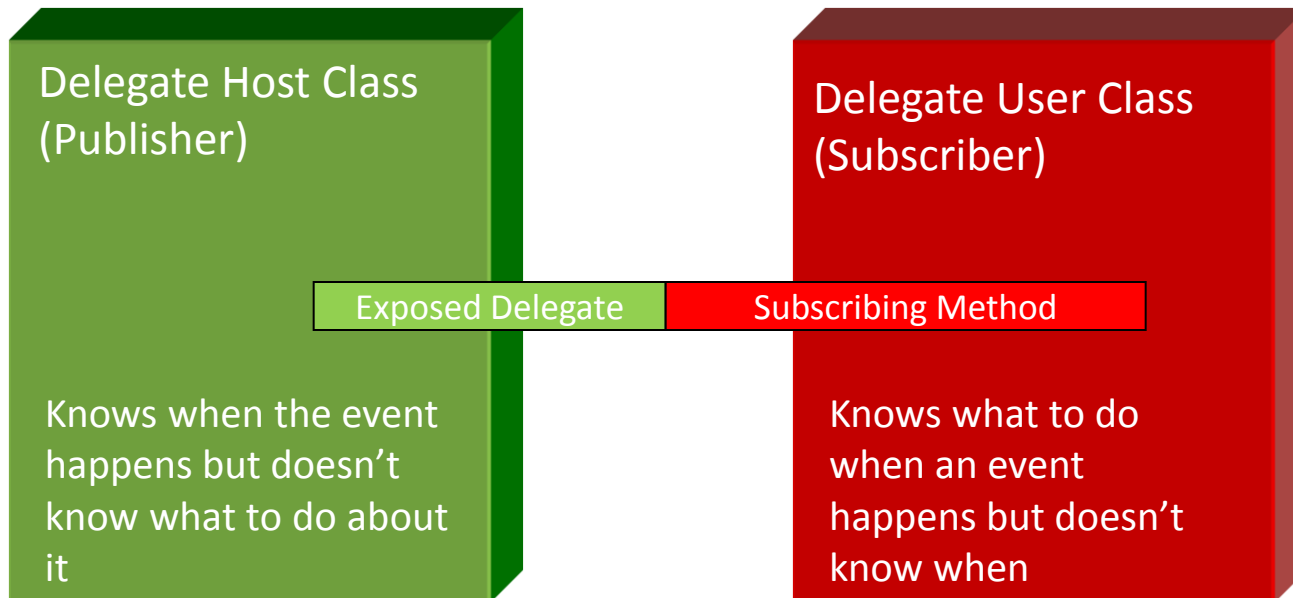 Delegate Host Class
(Publisher)
Delegate User Class
(Subscriber)
Exposed Delegate
Subscribing Method
Knows when the event
happens but doesn’t
know what to do about
it
Knows what to do
when an event
happens but doesn’t
know when